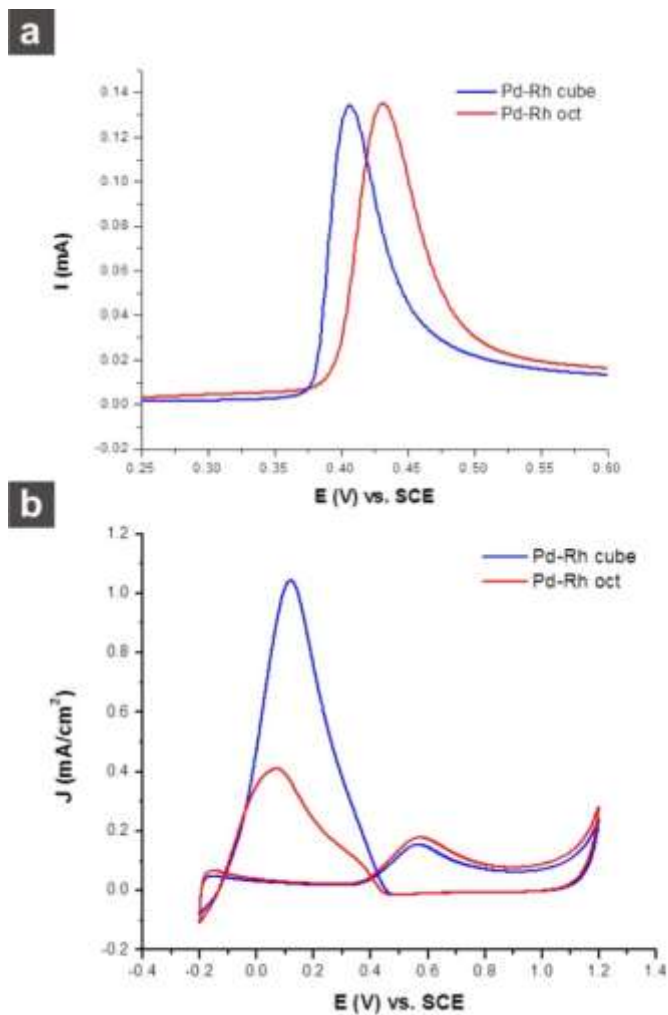 a
Pd-Rh cube
Pd-Rh oct
0.14
0.12
0.10
0.08
0.06
0.04
0.02
0.00
-0.02
I (mA)
0.25 0.30 0.35 0.40 0.45 0.50 0.55 0.60
E (V) vs. SCE
b
Pd-Rh cube
Pd-Rh oct
1.2
1.0
0.8
0.6
0.4
0.2
0.0
-0.2
J (mA/cm²)
-0.4 -0.2 0.0 0.2 0.4 0.6 0.8 1.0 1.2 1.4
E (V) vs. SCE